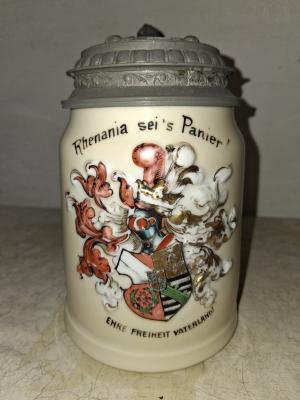 Rhenania sei's Panier!
EHRE FREIHEIT VATERLAND!